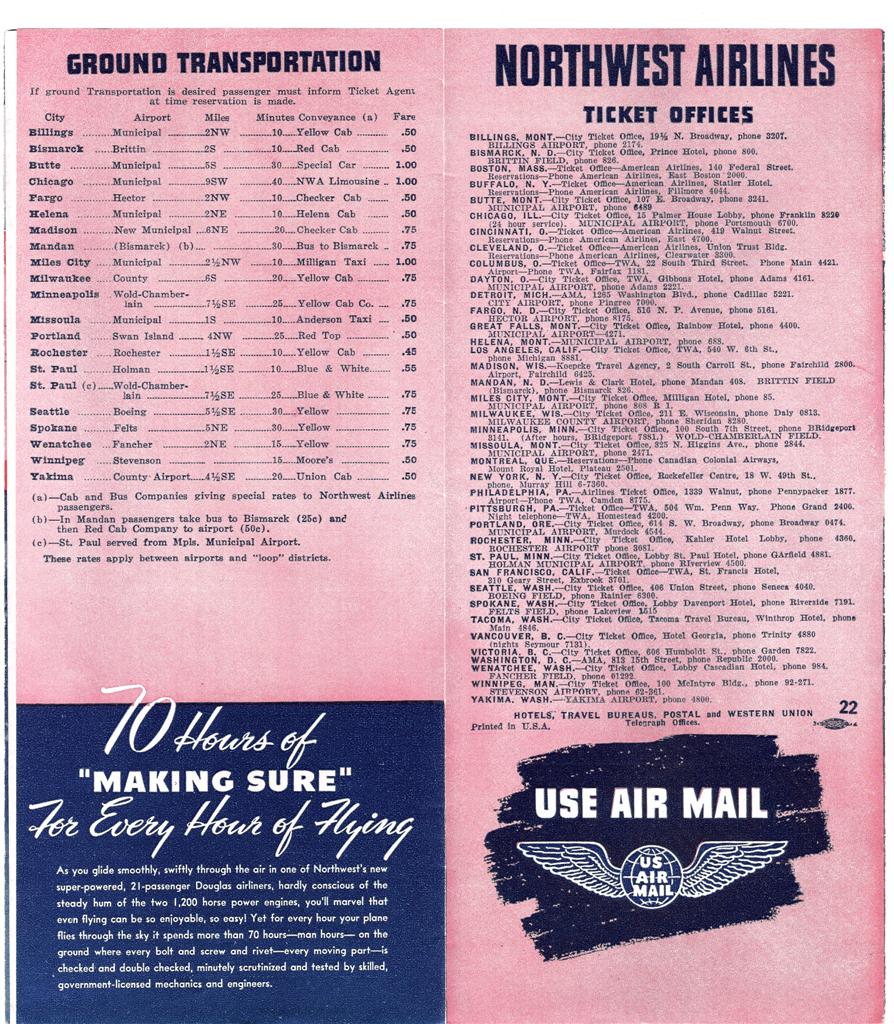 GROUND TRANSPORTATION
If ground Transportation is desired passenger must inform Ticket Agent
at time reservation is made.
City Airport Miles Minutes Conveyance (a) Fare
Billings ......Municipal ..........2NW ..........10.....Yellow Cab .......... .50
Bismarck ......Brittin ..........2S ..........10.....Red Cab .......... .50
Butte ......Municipal ..........5S ..........30.....Special Car .......... 1.00
Chicago ......Municipal ..........9SW ..........40.....NWA Limousine .. 1.00
Fargo ......Hector ..........2NW ..........10.....Checker Cab .......... .50
Helena ......Municipal ..........2NE ..........10.....Helena Cab .......... .50
Madison ......New Municipal ....6NE ..........20.....Checker Cab .......... .75
Mandan ......(Bismarck) (b)..... ..........30.....Bus to Bismarck .. .75
Miles City ......Municipal ..........2½NW ..........10.....Milligan Taxi ..... 1.00
Milwaukee ......County ..........6S ..........20.....Yellow Cab .......... .75
Minneapolis Wold-Chamber-
lain ..........7½SE ..........25.....Yellow Cab Co. .... .75
Missoula ......Municipal ..........1S ..........10.....Anderson Taxi ..... .50
Portland ......Swan Island ..........4NW ..........25.....Red Top .......... .50
Rochester ......Rochester ..........1½SE ..........10.....Yellow Cab .......... .45
St. Paul ......Holman ..........1½SE ..........10.....Blue & White...... .55
St. Paul (c) .....Wold-Chamber-
lain ..........7½SE ..........25.....Blue & White ...... .75
Seattle ......Boeing ..........5½SE ..........30.....Yellow .......... .75
Spokane ......Felts ..........5NE ..........30.....Yellow .......... .75
Wenatchee ......Fancher ..........2NE ..........15.....Yellow .......... .75
Winnipeg ......Stevenson ..........15.....Moore's .......... .50
Yakima ......County Airport.....4½SE ..........20.....Union Cab .......... .50
(a)—Cab and Bus Companies giving special rates to Northwest Airlines
passengers.
(b)—In Mandan passengers take bus to Bismarck (25c) and
then Red Cab Company to airport (50c).
(c)—St. Paul served from Mpls. Municipal Airport.
These rates apply between airports and "loop" districts.
70 Hours of
"MAKING SURE"
For Every Hour of Flying
As you glide smoothly, swiftly through the air in one of Northwest's new
super-powered, 21-passenger Douglas airliners, hardly conscious of the
steady hum of the two 1,200 horse power engines, you'll marvel that
even flying can be so enjoyable, so easy! Yet for every hour your plane
flies through the sky it spends more than 70 hours—man hours— on the
ground where every bolt and screw and rivet—every moving part—is
checked and double checked, minutely scrutinized and tested by skilled,
government-licensed mechanics and engineers.
NORTHWEST AIRLINES
TICKET OFFICES
BILLINGS, MONT.—City Ticket Office, 19½ N. Broadway, phone 3207.
BILLINGS AIRPORT, phone 2174.
BISMARCK, N. D.—City Ticket Office, Prince Hotel, phone 800.
BRITTIN FIELD, phone 826.
BOSTON, MASS.—Ticket Office—American Airlines, 140 Federal Street.
Reservations—Phone American Airlines, East Boston 2000.
BUFFALO, N. Y.—Ticket Office—American Airlines, Statler Hotel.
Reservations—Phone American Airlines, Fillmore 4044.
BUTTE, MONT.—City Ticket Office, 107 E. Broadway, phone 3241.
MUNICIPAL AIRPORT, phone 6489
CHICAGO, ILL.—City Ticket Office, 15 Palmer House Lobby, phone Franklin 8220
(24 hour service). MUNICIPAL AIRPORT, phone Portsmouth 6700.
CINCINNATI, O.—Ticket Office—American Airlines, 419 Walnut Street.
Reservations—Phone American Airlines, East 4700.
CLEVELAND, O.—Ticket Office—American Airlines, Union Trust Bldg.
Reservations—Phone American Airlines, Clearwater 3300.
COLUMBUS, O.—Ticket Office—TWA, 22 South Third Street. Phone Main 4421.
Airport—Phone TWA, Fairfax 1181.
DAYTON, O.—City Ticket Office, TWA, Gibbons Hotel, phone Adams 4161.
MUNICIPAL AIRPORT, phone Adams 2221.
DETROIT, MICH.—AMA, 1265 Washington Blvd., phone Cadillac 5221.
CITY AIRPORT, phone Pingree 7000.
FARGO, N. D.—City Ticket Office, 516 N. P. Avenue, phone 5161.
HECTOR AIRPORT, phone 8175.
GREAT FALLS, MONT.—City Ticket Office, Rainbow Hotel, phone 4400.
MUNICIPAL AIRPORT—4271.
HELENA, MONT.—MUNICIPAL AIRPORT, phone 688.
LOS ANGELES, CALIF.—City Ticket Office, TWA, 540 W. 6th St.,
phone Michigan 8881.
MADISON, WIS.—Koepcke Travel Agency, 2 South Carroll St., phone Fairchild 2800.
Airport, Fairchild 6425.
MANDAN, N. D.—Lewis & Clark Hotel, phone Mandan 408. BRITTIN FIELD
(Bismarck), phone Bismarck 826.
MILES CITY, MONT.—City Ticket Office, Milligan Hotel, phone 85.
MUNICIPAL AIRPORT, phone 808 R 1.
MILWAUKEE, WIS.—City Ticket Office, 211 E. Wisconsin, phone Daly 0813.
MILWAUKEE COUNTY AIRPORT, phone Sheridan 8280.
MINNEAPOLIS, MINN.—City Ticket Office, 100 South 7th Street, phone BRidgeport
3141. (After hours, BRidgeport 7881.) WOLD-CHAMBERLAIN FIELD.
MISSOULA, MONT.—City Ticket Office, 325 N. Higgins Ave., phone 2844.
MUNICIPAL AIRPORT, phone 2471.
MONTREAL, QUE.—Reservations—Phone Canadian Colonial Airways,
Mount Royal Hotel, Plateau 2501.
NEW YORK, N. Y.—City Ticket Office, Rockefeller Centre, 18 W. 49th St.,
phone, Murray Hill 6-7360.
PHILADELPHIA, PA.—Airlines Ticket Office, 1339 Walnut, phone Pennypacker 1877.
Airport—Phone TWA, Camden 8775.
PITTSBURGH, PA.—Ticket Office—TWA, 504 Wm. Penn Way. Phone Grand 2400.
Night telephone—TWA, Homestead 4200.
PORTLAND, ORE.—City Ticket Office, 614 S. W. Broadway, Broadway 0474.
MUNICIPAL AIRPORT, Murdock 4544.
ROCHESTER, MINN.—City Ticket Office, Kahler Hotel Lobby, phone 4360.
ROCHESTER AIRPORT, phone 3081.
ST. PAUL, MINN.—City Ticket Office, Lobby St. Paul Hotel, phone GArfield 4881.
HOLMAN MUNICIPAL AIRPORT, phone RIverview 4500.
SAN FRANCISCO, CALIF.—Ticket Office—TWA, St. Francis Hotel,
310 Geary Street, Exbrook 3701.
SEATTLE, WASH.—City Ticket Office, 406 Union Street, phone Seneca 4040.
BOEING FIELD, phone Rainier 6300.
SPOKANE, WASH.—City Ticket Office, Lobby Davenport Hotel, phone Riverside 7191.
FELTS FIELD, phone Lakeview 1515
TACOMA, WASH.—City Ticket Office, Tacoma Travel Bureau, Winthrop Hotel, phone
Main 4846.
VANCOUVER, B. C.—City Ticket Office, Hotel Georgia, phone Trinity 4880
(nights Seymour 7131).
VICTORIA, B. C.—City Ticket Office, 606 Humboldt St., phone Garden 7822.
WASHINGTON, D. C.—AMA, 813 15th Street, phone Republic 2000.
WENATCHEE, WASH.—City Ticket Office, Lobby Cascadian Hotel, phone 984.
FANCHER FIELD, phone 01292.
WINNIPEG, MAN.—City Ticket Office, 100 McIntyre Bldg., phone 92-271.
STEVENSON AIRPORT, phone 62-361.
YAKIMA, WASH.—YAKIMA AIRPORT, phone 4800.
HOTELS, TRAVEL BUREAUS, POSTAL and WESTERN UNION
Telegraph Offices.
Printed in U.S.A.
22
USE AIR MAIL
US
AIR
MAIL